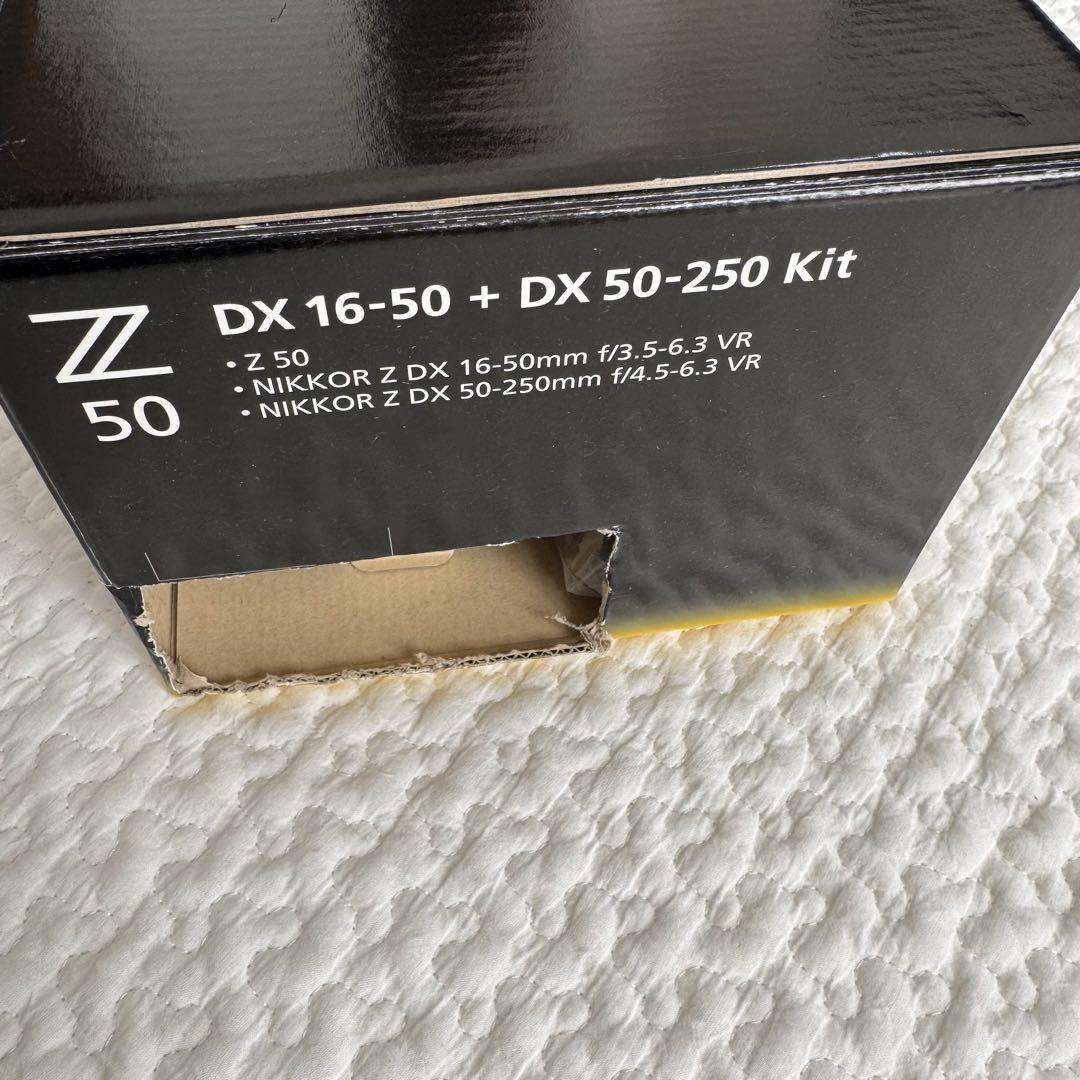 Z
50
DX 16-50 + DX 50-250 Kit
• Z 50
• NIKKOR Z DX 16-50mm f/3.5-6.3 VR
• NIKKOR Z DX 50-250mm f/4.5-6.3 VR